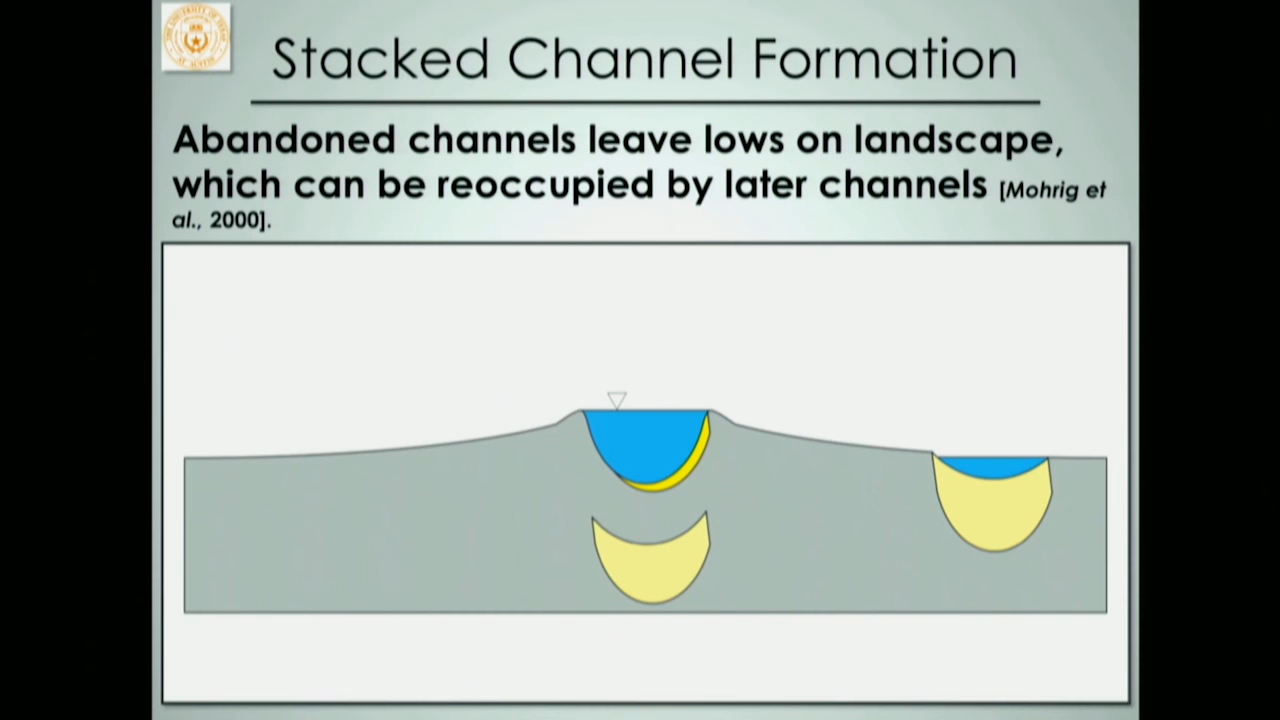 Stacked Channel Formation
Abandoned channels leave lows on landscape,
which can be reoccupied by later channels [Mohrig et
al., 2000].